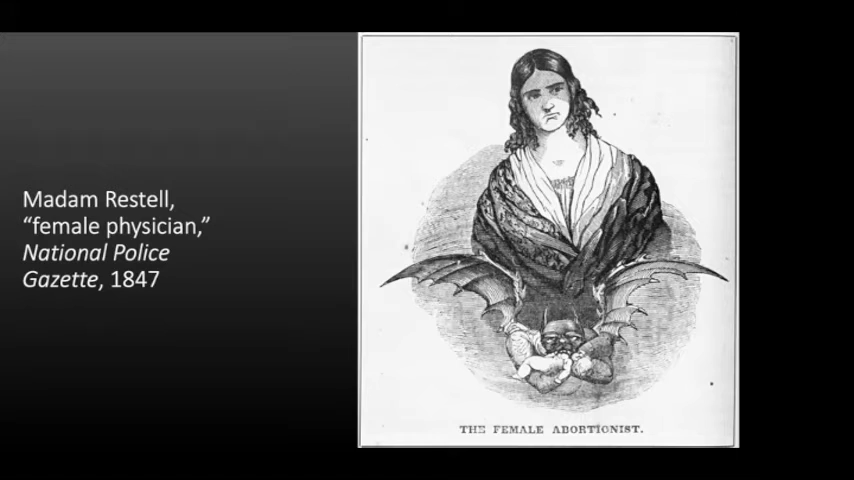 Madam Restell,
“female physician,”
National Police
Gazette, 1847
THE FEMALE ABORTIONIST.